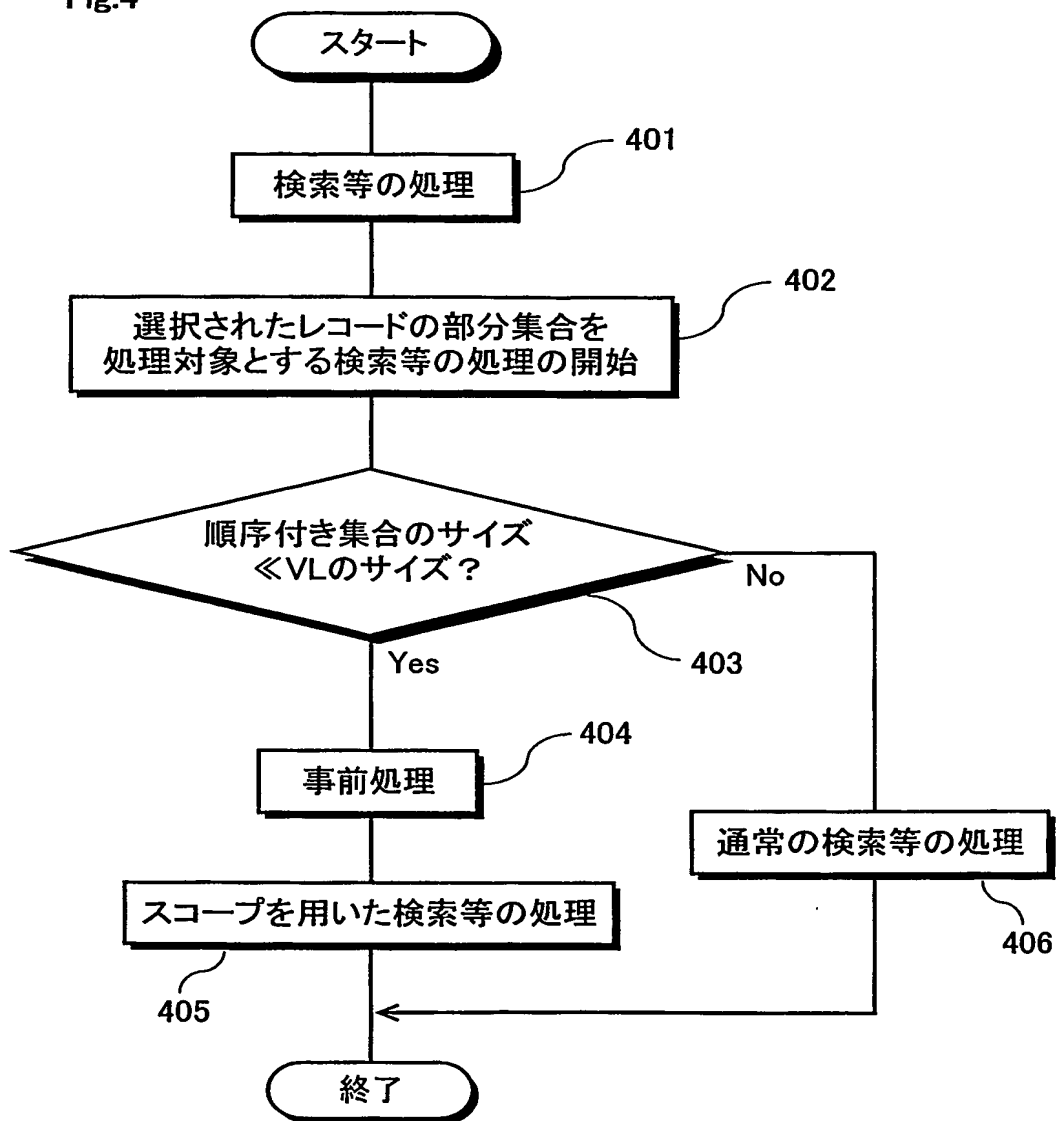 Fig.4
スタート
401
検索等の処理
402
選択されたレコードの部分集合を
処理対象とする検索等の処理の開始
順序付き集合のサイズ
≪VLのサイズ？
No
Yes
403
404
事前処理
通常の検索等の処理
スコープを用いた検索等の処理
406
405
終了